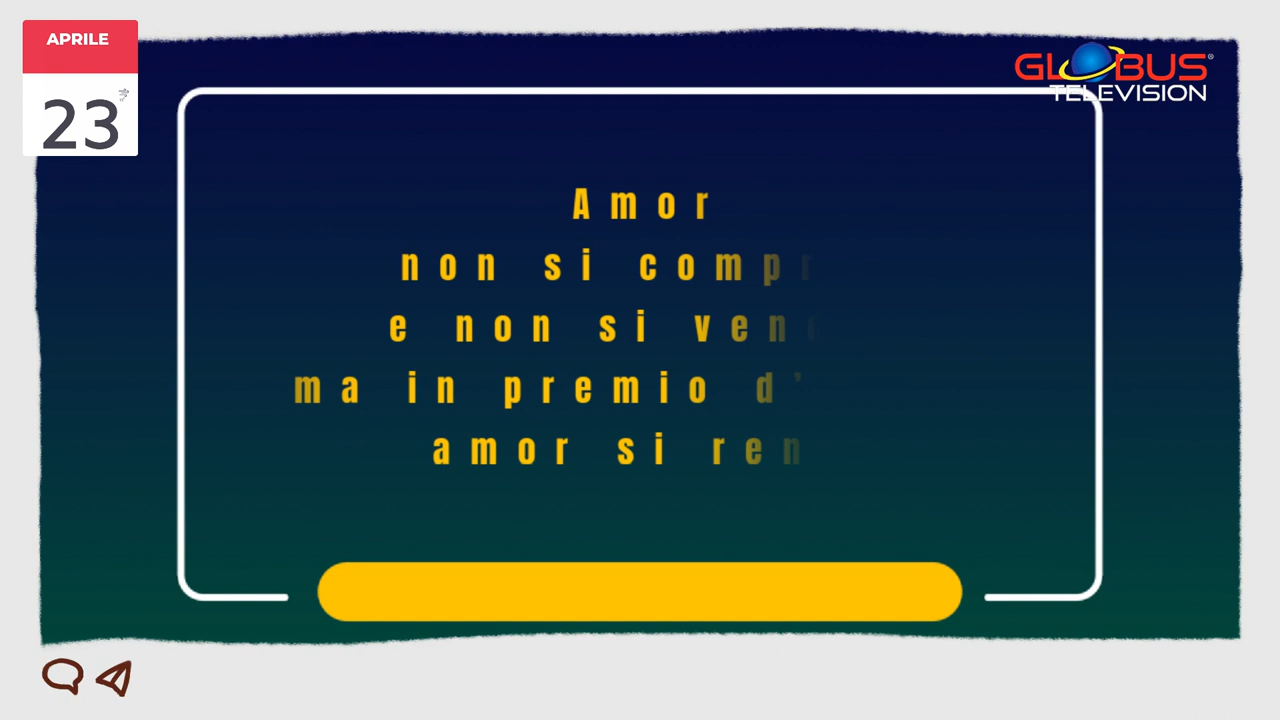 APRILE
23
GLOBUS®
TELEVISION
Amor
non si comp
e non si ven
ma in premio d'
amor si ren